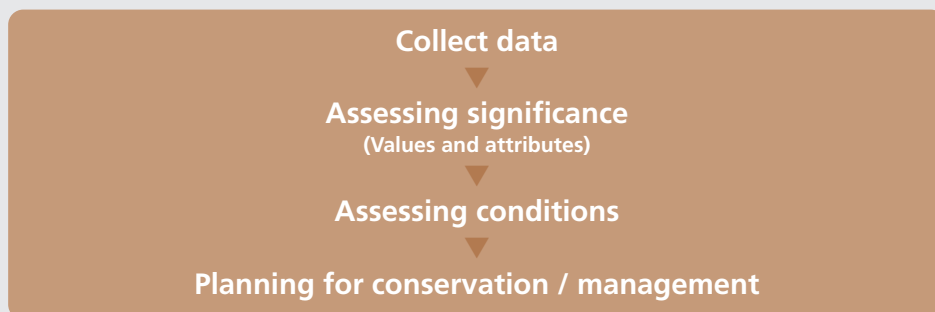 Collect data
Assessing significance
(Values and attributes)
Assessing conditions
Planning for conservation / management